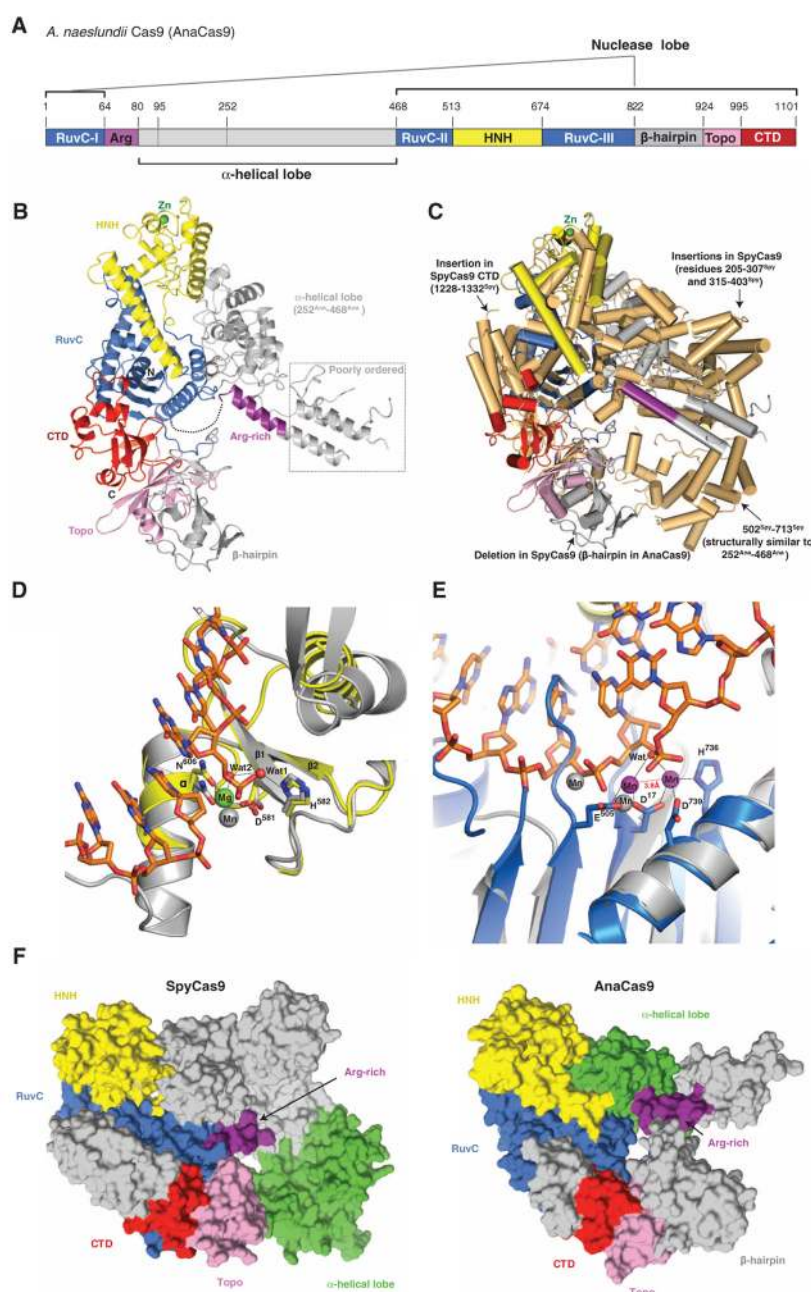 A
A. naeslundii Cas9 (AnaCas9)
Nuclease lobe
1 64 80 95 252 468 513 674 822 924 995 1101
RuvC-I Arg RuvC-II HNH RuvC-III β-hairpin Topo CTD
α-helical lobe
B
Zn
HNH
α-helical lobe
(252Ana-468Ana)
RuvC
N
Poorly ordered
CTD
Arg-rich
C
Topo
β-hairpin
C
Zn
Insertion in
SpyCas9 CTD
(1228-1332Spy)
Insertions in SpyCas9
(residues 205-307Spy
and 315-403Spy)
502Spy-713Spy
(structurally similar to
252Ana-468Ana)
Deletion in SpyCas9 (β-hairpin in AnaCas9)
D
N606
Wat2
β1
Wat1
β2
α
Mg
Mn
D581
H582
E
H736
Wat
Mn
Mn
3.8Å
Mn
Mn
E505
D17
D739
F
SpyCas9
HNH
Arg-rich
RuvC
CTD
Topo
α-helical lobe
AnaCas9
HNH
α-helical lobe
Arg-rich
RuvC
β-hairpin
CTD
Topo